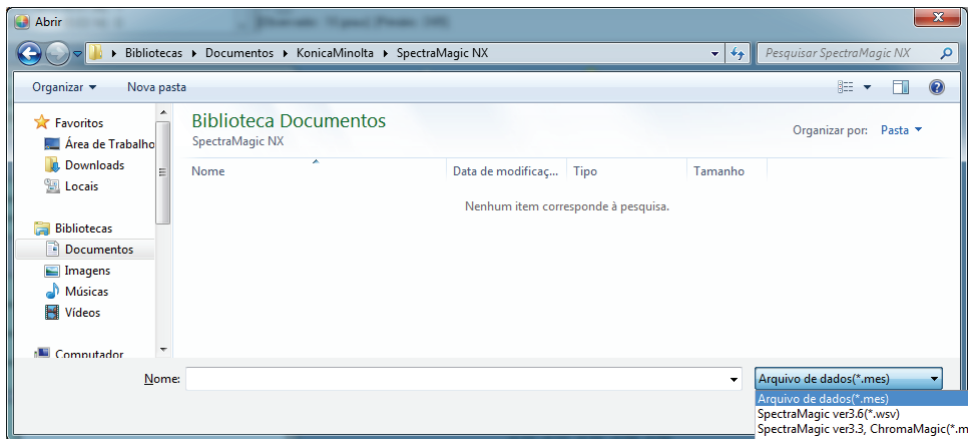 Abrir
Bibliotecas Documentos KonicaMinolta SpectraMagic NX
Pesquisar SpectraMagic NX
Organizar Nova pasta
Favoritos
Área de Trabalho
Downloads
Locais
Bibliotecas
Documentos
Imagens
Músicas
Vídeos
Computador
Biblioteca Documentos
SpectraMagic NX
Organizar por: Pasta
Nome Data de modificaç... Tipo Tamanho
Nenhum item corresponde à pesquisa.
Nome:
Arquivo de dados(*.mes)
Arquivo de dados(*.mes)
SpectraMagic ver3.6(*.wsv)
SpectraMagic ver3.3, ChromaMagic(*.m